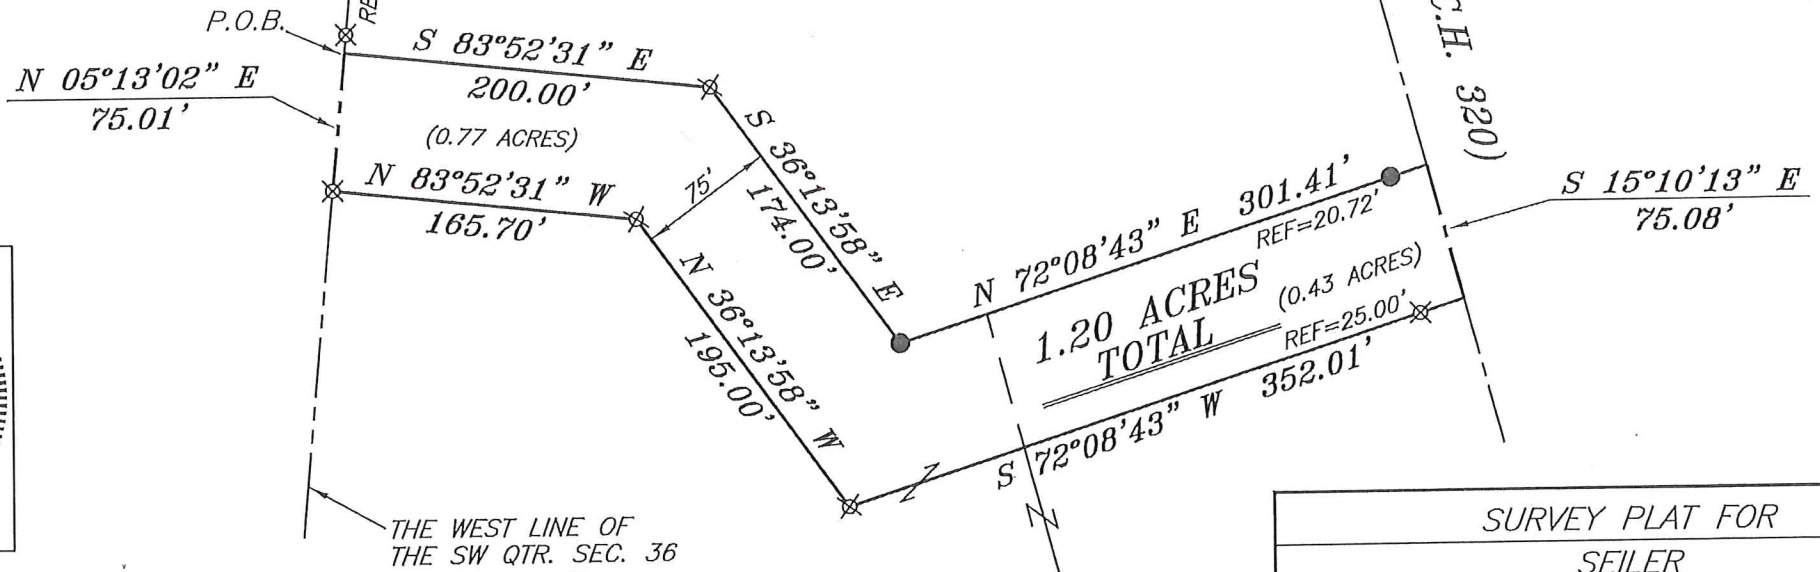 P.O.B.
RE
N 05°13'02" E
75.01'
S 83°52'31" E
200.00'
(0.77 ACRES)
N 83°52'31" W
165.70'
75'
S 36°13'58" E
174.00'
N 36°13'58" W
195.00'
N 72°08'43" E 301.41'
REF=20.72'
1.20 ACRES
TOTAL
(0.43 ACRES)
REF=25.00'
S 72°08'43" W 352.01'
C.H. 320)
S 15°10'13" E
75.08'
THE WEST LINE OF
THE SW QTR. SEC. 36
SURVEY PLAT FOR
SEILER